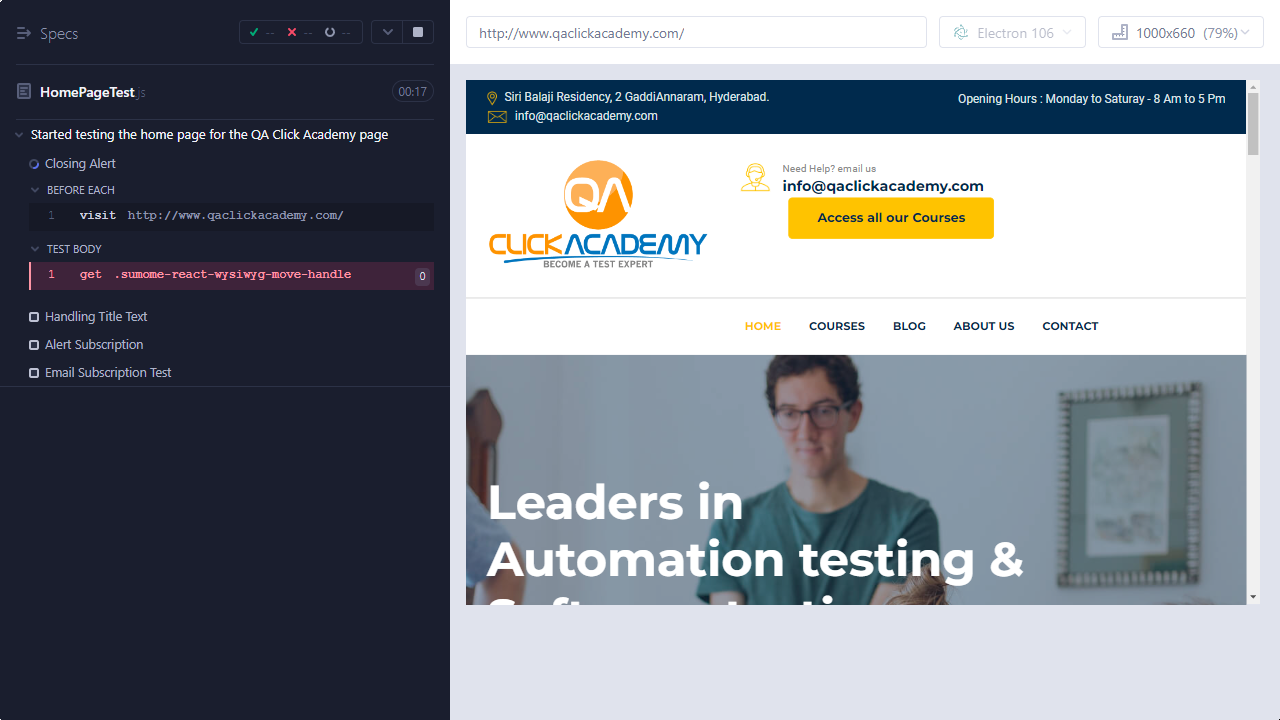 Specs
-- -- --
HomePageTest.js
00:17
Started testing the home page for the QA Click Academy page
Closing Alert
BEFORE EACH
1 visit http://www.qaclickacademy.com/
TEST BODY
1 get .sumome-react-wysiwyg-move-handle 0
Handling Title Text
Alert Subscription
Email Subscription Test
http://www.qaclickacademy.com/
Electron 106
1000x660 (79%)
Siri Balaji Residency, 2 GaddiAnnaram, Hyderabad.
info@qaclickacademy.com
Opening Hours : Monday to Saturay - 8 Am to 5 Pm
QA
CLICKACADEMY
BECOME A TEST EXPERT
Need Help? email us
info@qaclickacademy.com
Access all our Courses
HOME COURSES BLOG ABOUT US CONTACT
Leaders in
Automation testing &